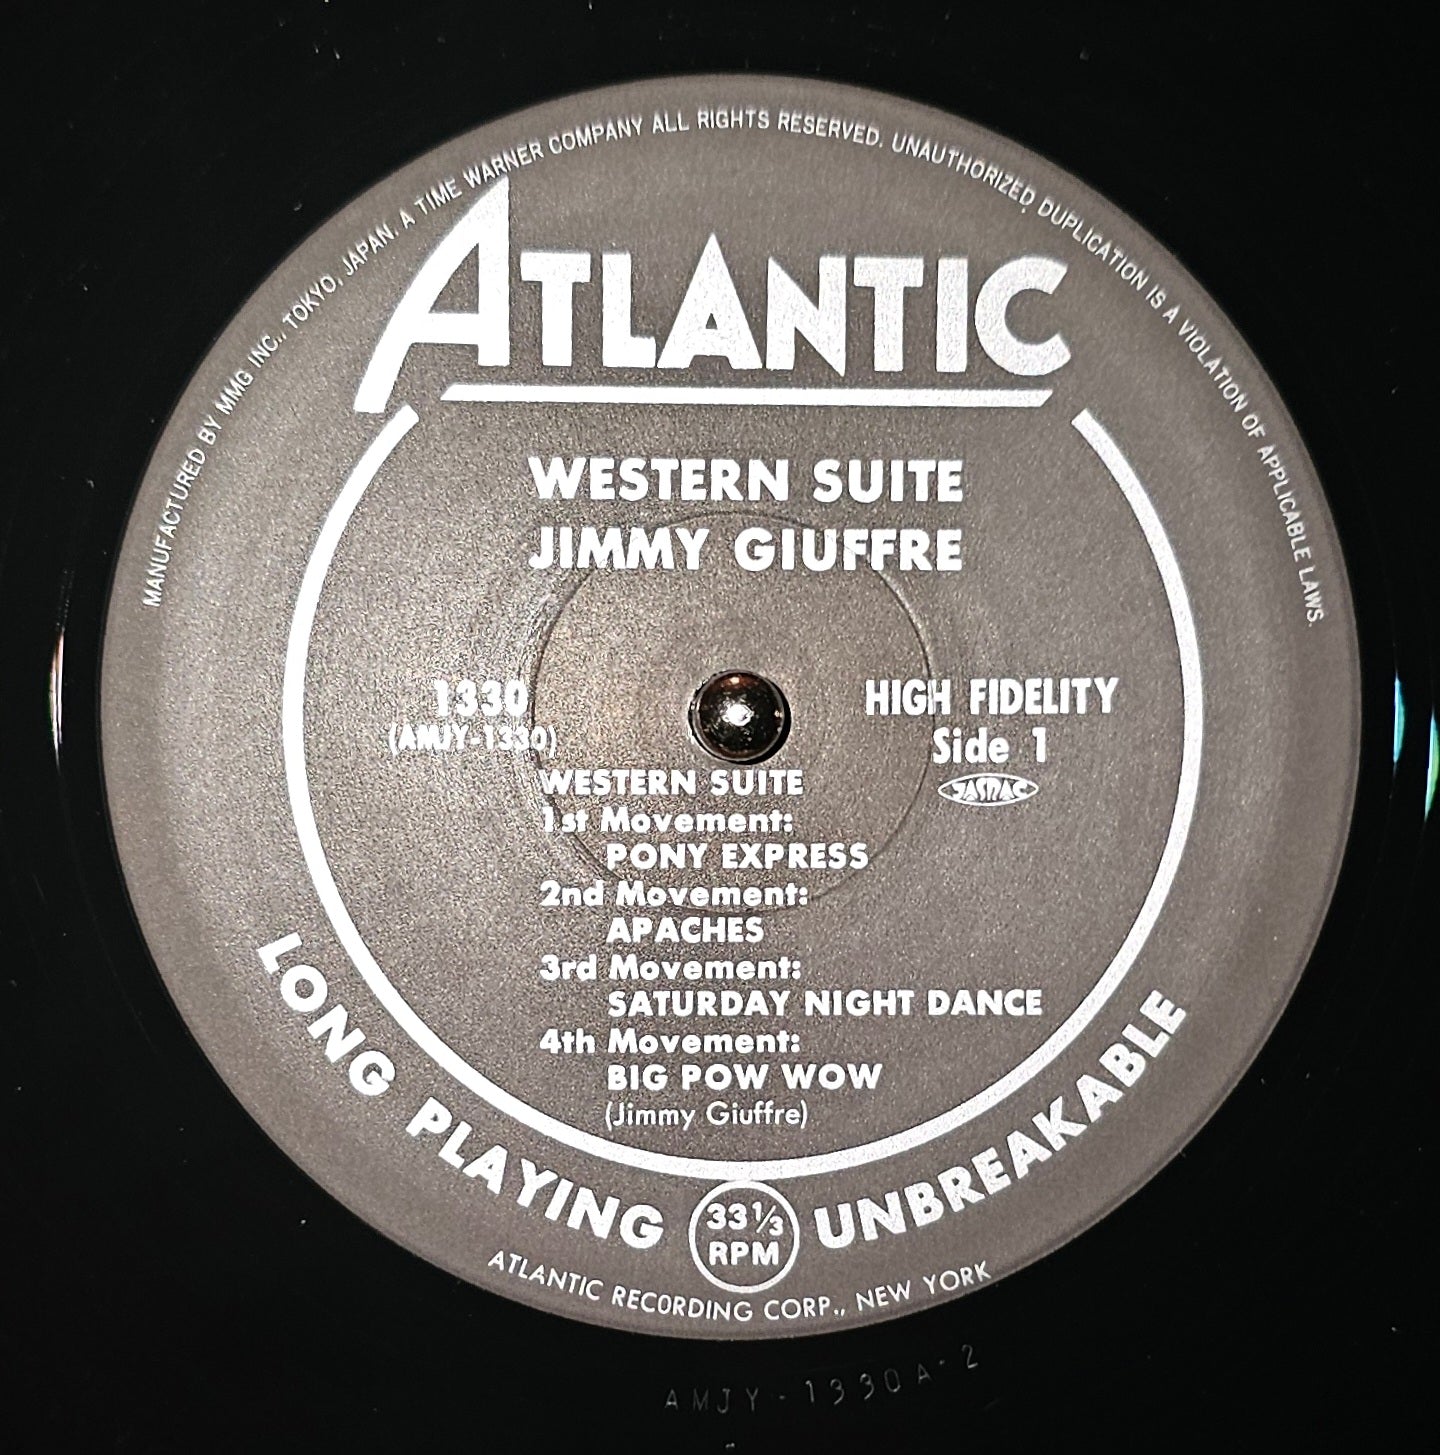 MANUFACTURED BY MMG INC., TOKYO, JAPAN. A TIME WARNER COMPANY ALL RIGHTS RESERVED. UNAUTHORIZED DUPLICATION IS A VIOLATION OF APPLICABLE LAWS.
ATLANTIC
WESTERN SUITE
JIMMY GIUFFRE
1330
(AMJY-1330)
HIGH FIDELITY
Side 1
JASRAC
WESTERN SUITE
1st Movement:
PONY EXPRESS
2nd Movement:
APACHES
3rd Movement:
SATURDAY NIGHT DANCE
4th Movement:
BIG POW WOW
(Jimmy Giuffre)
LONG PLAYING
33 1/3
RPM
UNBREAKABLE
ATLANTIC RECORDING CORP., NEW YORK
AMJY-1330A-2